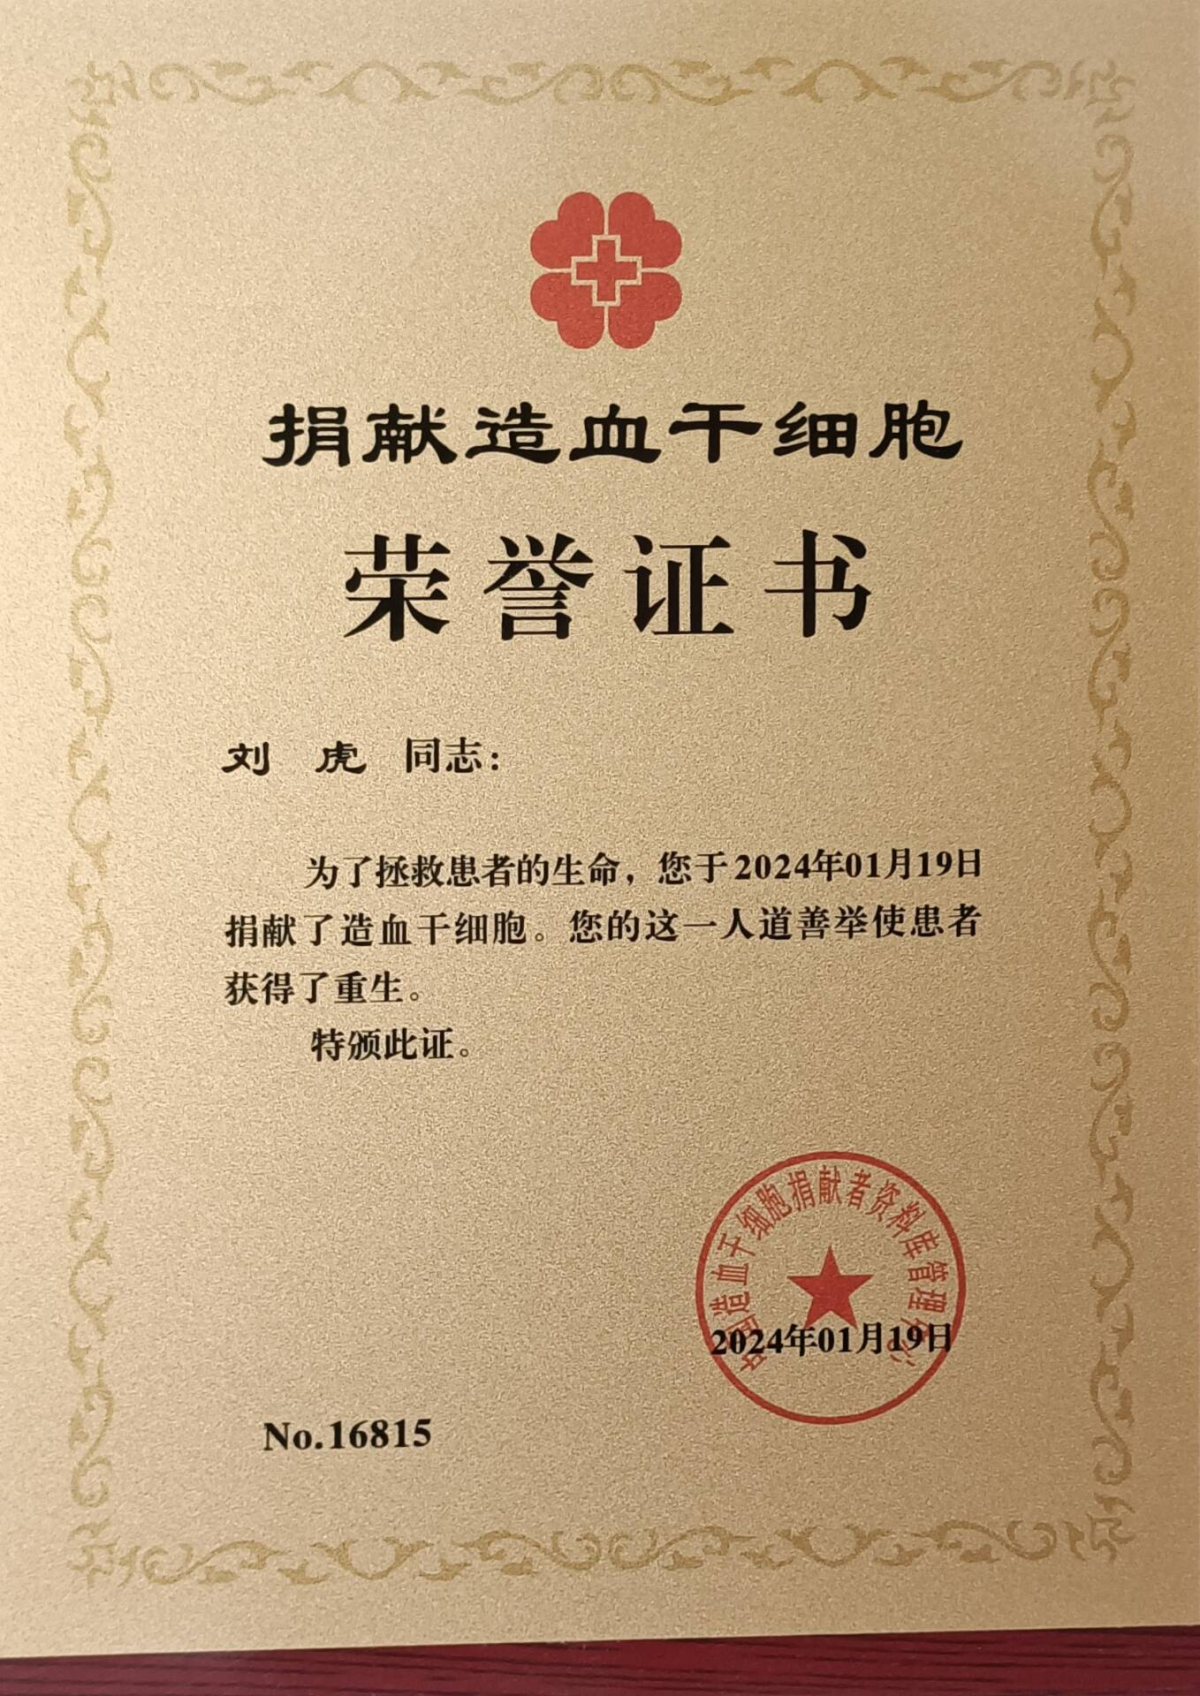 捐献造血干细胞
荣誉证书
刘 虎 同志：
为了拯救患者的生命，您于2024年01月19日
捐献了造血干细胞。您的这一人道善举使患者
获得了重生。
特颁此证。
中国造血干细胞捐献者资料库管理中心
2024年01月19日
No.16815